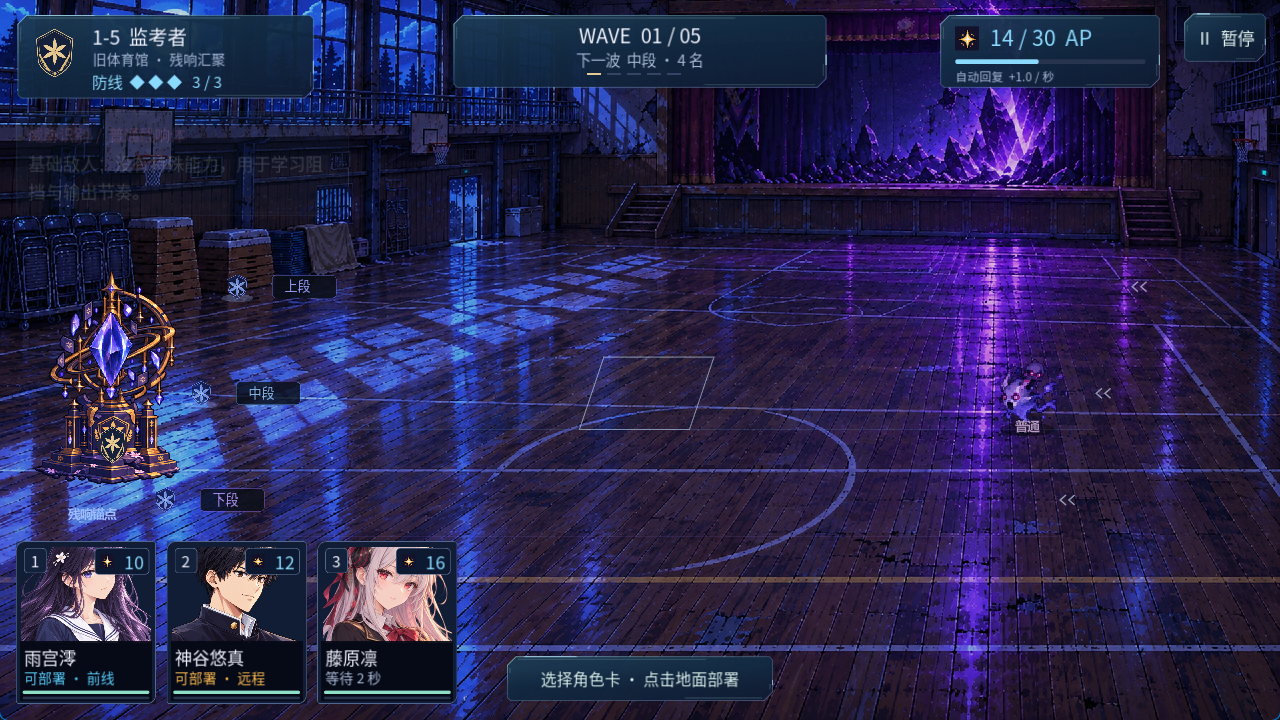 1-5 监考者
旧体育馆 · 残响汇聚
防线 3 / 3
WAVE 01 / 05
下一波 中段 · 4 名
14 / 30 AP
自动回复 +1.0 / 秒
暂停
挡与输出节奏。
上段
中段
下段
普通
残响锚点
1
10
雨宫澪
可部署 · 前线
2
12
神谷悠真
可部署 · 远程
3
16
藤原凛
等待 2 秒
选择角色卡 · 点击地面部署